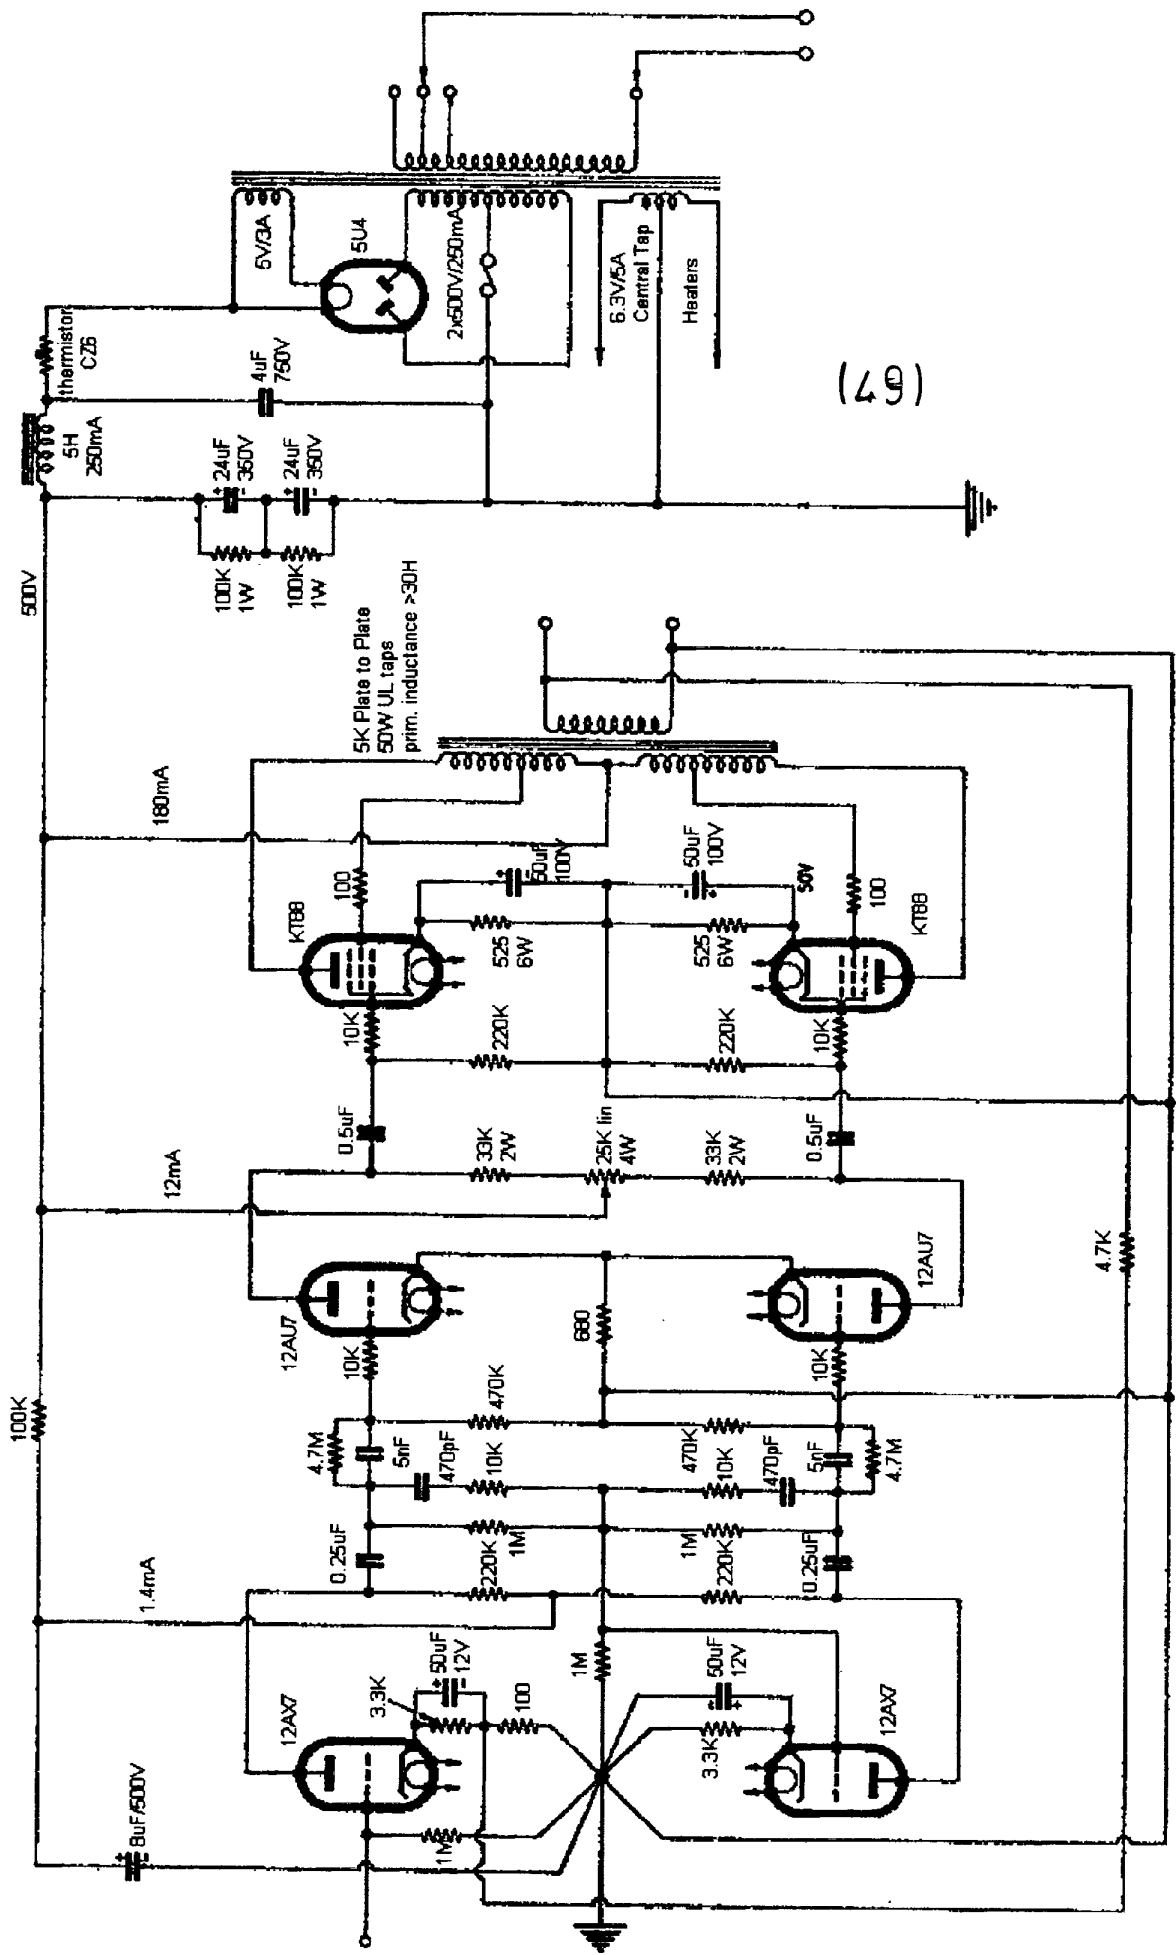 8uF/500V
1.4mA
100K
12mA
180mA
500V
5H
250mA
thermistor
CZ6
5V/3A
5U4
4uF
750V
24uF
350V
24uF
350V
100K
1W
100K
1W
2x500V/250mA
6.3V/5A
Central Tap
Heaters
(67)
5K Plate to Plate
50W UL taps
prim. inductance >30H
12AX7
3.3K
50uF
12V
100
1M
1M
220K
0.25uF
1M
4.7M
5nF
470pF
10K
470K
10K
12AU7
680
0.5uF
33K
2W
25K lin
4W
33K
2W
0.5uF
10K
220K
KT88
100
525
6W
50uF
100V
525
6W
50uF
100V
50V
100
KT88
220K
10K
12AU7
10K
470K
10K
470pF
5nF
4.7M
1M
220K
0.25uF
50uF
12V
3.3K
12AX7
4.7K